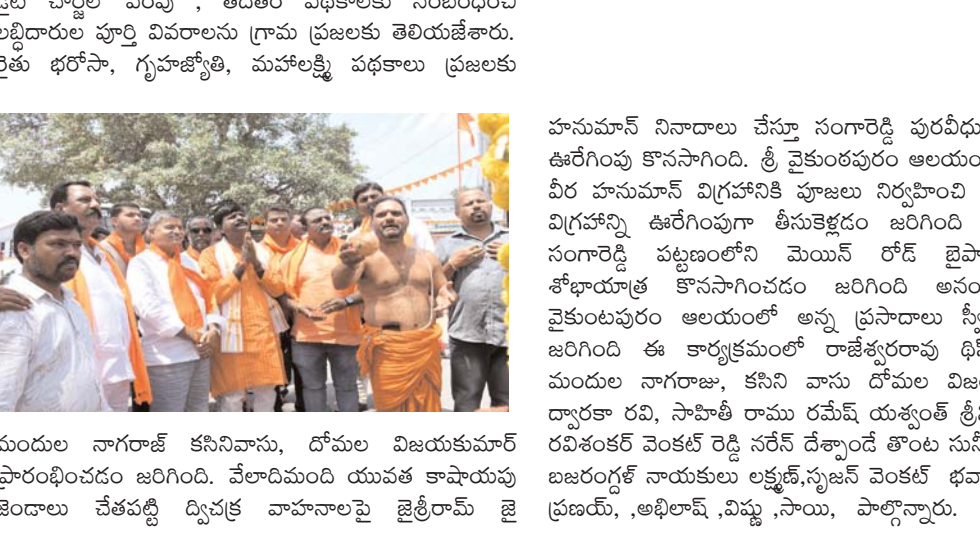 లబ్ధిదారుల పూర్తి వివరాలను గ్రామ ప్రజలకు తెలియజేశారు.
రైతు భరోసా, గృహజ్యోతి, మహాలక్ష్మి పథకాలు ప్రజలకు
మందుల నాగరాజ్ కసినివాసు, దోమల విజయకుమార్
ప్రారంభించడం జరిగింది. వేలాదిమంది యువత కాషాయపు
జెండాలు చేతపట్టి ద్విచక్ర వాహనాలపై జైశ్రీరామ్ జై
హనుమాన్ నినాదాలు చేస్తూ సంగారెడ్డి పురవీధు
ఊరేగింపు కొనసాగింది. శ్రీ వైకుంఠపురం ఆలయం
వీర హనుమాన్ విగ్రహానికి పూజలు నిర్వహించి
విగ్రహాన్ని ఊరేగింపుగా తీసుకెళ్లడం జరిగింది
సంగారెడ్డి పట్టణంలోని మెయిన్ రోడ్ బైపా
శోభాయాత్ర కొనసాగించడం జరిగింది అనం
వైకుంటపురం ఆలయంలో అన్న ప్రసాదాలు స్వీ
జరిగింది ఈ కార్యక్రమంలో రాజేశ్వరరావు
మందుల నాగరాజు, కసిని వాసు దోమల విజ
ద్వారకా రవి, సాహితీ రాము రమేష్ యశ్వంత్
రవిశంకర్ వెంకట్ రెడ్డి నరేన్ దేశ్పాండే తొంట
బజరంగ్దళ్ నాయకులు లక్ష్మణ్,సృజన్ వెంకట్ భవా
ప్రణయ్, ,అభిలాష్ ,విష్ణు ,సాయి, పాల్గొన్నారు.